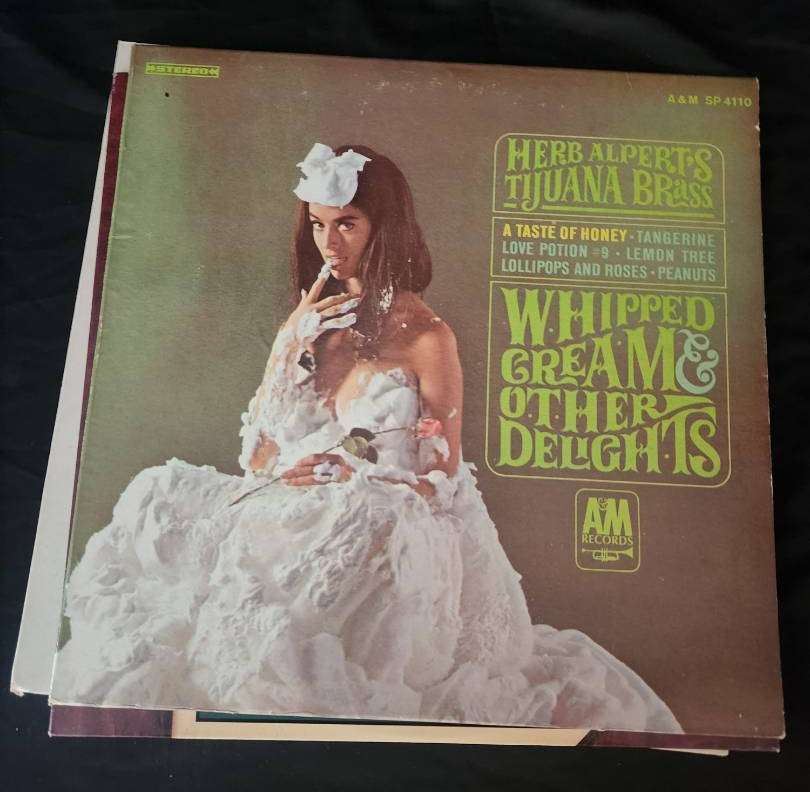 STEREO
A & M SP 4110
HERB ALPERT'S
TIJUANA BRASS
A TASTE OF HONEY · TANGERINE
LOVE POTION #9 · LEMON TREE
LOLLIPOPS AND ROSES · PEANUTS
WHIPPED
CREAM &
OTHER
DELIGHTS
A&M
RECORDS